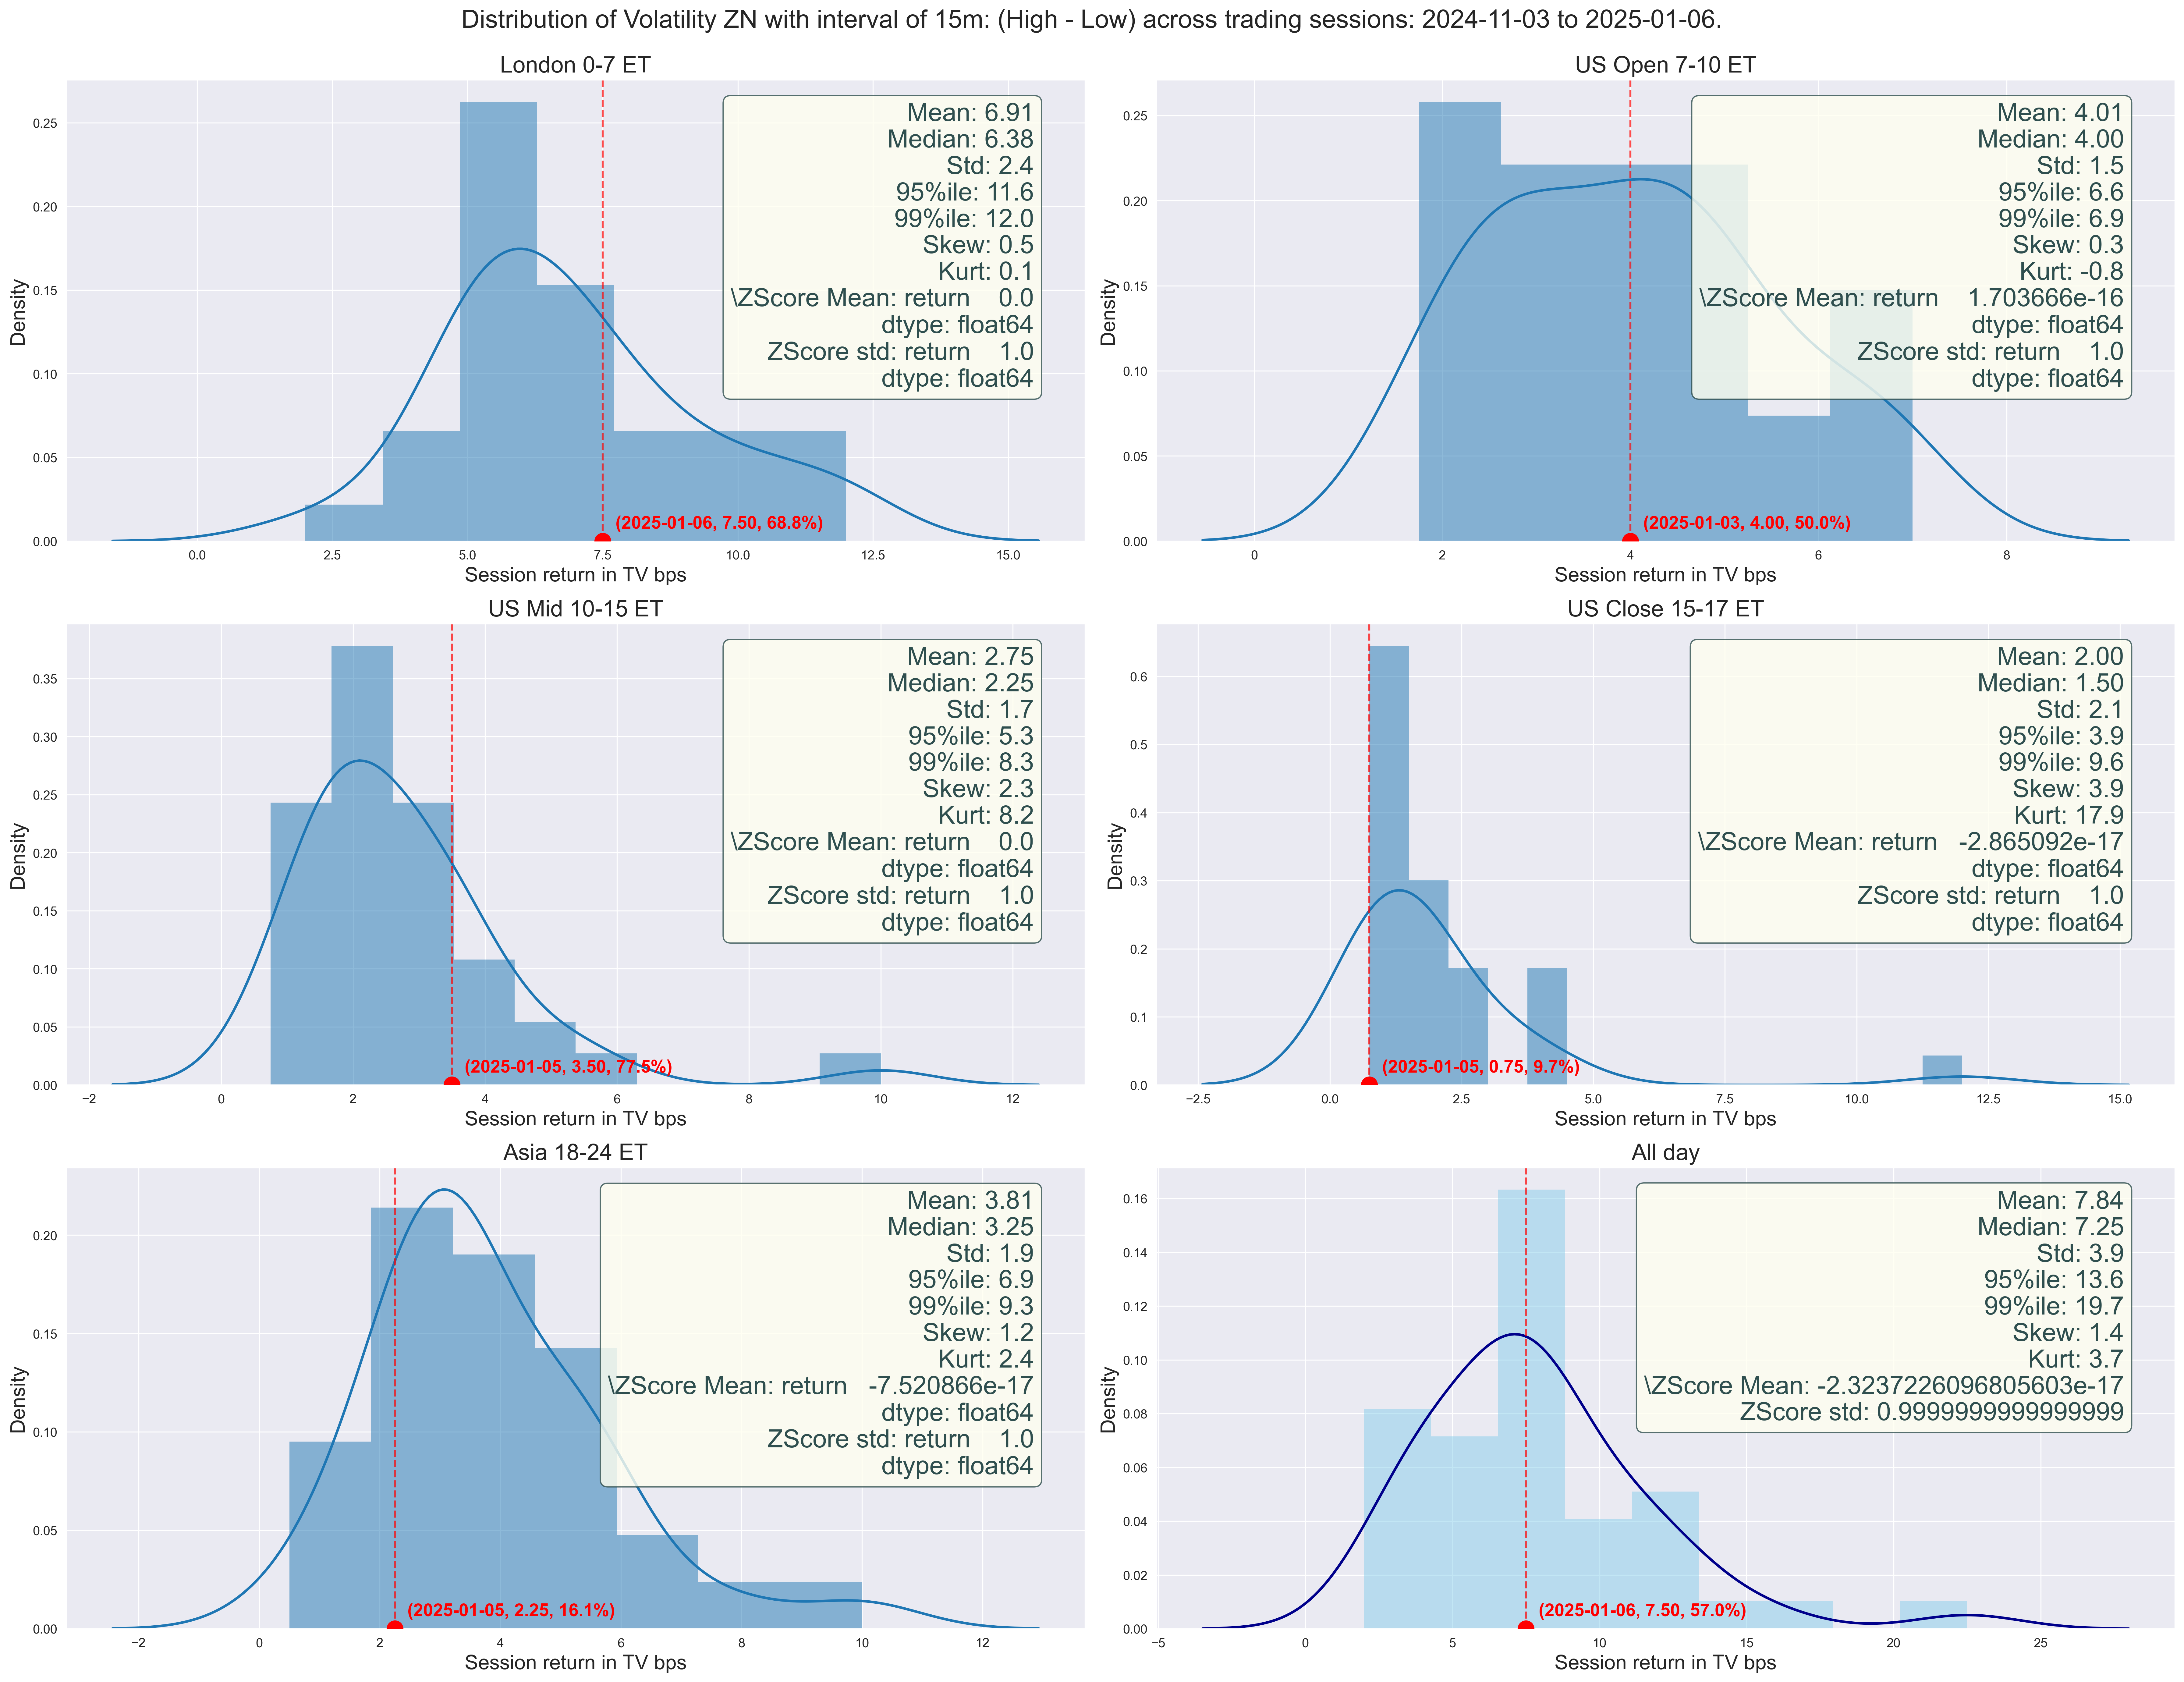 Distribution of Volatility ZN with interval of 15m: (High - Low) across trading sessions: 2024-11-03 to 2025-01-06.
London 0-7 ET
Density
0.25
0.20
0.15
0.10
0.05
0.00
Mean: 6.91
Median: 6.38
Std: 2.4
95%ile: 11.6
99%ile: 12.0
Skew: 0.5
Kurt: 0.1
\ZScore Mean: return    0.0
dtype: float64
ZScore std: return    1.0
dtype: float64
(2025-01-06, 7.50, 68.8%)
0.0 2.5 5.0 7.5 10.0 12.5 15.0
Session return in TV bps
US Open 7-10 ET
Density
0.25
0.20
0.15
0.10
0.05
0.00
Mean: 4.01
Median: 4.00
Std: 1.5
95%ile: 6.6
99%ile: 6.9
Skew: 0.3
Kurt: -0.8
\ZScore Mean: return    1.703666e-16
dtype: float64
ZScore std: return    1.0
dtype: float64
(2025-01-03, 4.00, 50.0%)
0 2 4 6 8
Session return in TV bps
US Mid 10-15 ET
Density
0.35
0.30
0.25
0.20
0.15
0.10
0.05
0.00
Mean: 2.75
Median: 2.25
Std: 1.7
95%ile: 5.3
99%ile: 8.3
Skew: 2.3
Kurt: 8.2
\ZScore Mean: return    0.0
dtype: float64
ZScore std: return    1.0
dtype: float64
(2025-01-05, 3.50, 77.5%)
−2 0 2 4 6 8 10 12
Session return in TV bps
US Close 15-17 ET
Density
0.6
0.5
0.4
0.3
0.2
0.1
0.0
Mean: 2.00
Median: 1.50
Std: 2.1
95%ile: 3.9
99%ile: 9.6
Skew: 3.9
Kurt: 17.9
\ZScore Mean: return   -2.865092e-17
dtype: float64
ZScore std: return    1.0
dtype: float64
(2025-01-05, 0.75, 9.7%)
−2.5 0.0 2.5 5.0 7.5 10.0 12.5 15.0
Session return in TV bps
Asia 18-24 ET
Density
0.20
0.15
0.10
0.05
0.00
Mean: 3.81
Median: 3.25
Std: 1.9
95%ile: 6.9
99%ile: 9.3
Skew: 1.2
Kurt: 2.4
\ZScore Mean: return   -7.520866e-17
dtype: float64
ZScore std: return    1.0
dtype: float64
(2025-01-05, 2.25, 16.1%)
−2 0 2 4 6 8 10 12
Session return in TV bps
All day
Density
0.16
0.14
0.12
0.10
0.08
0.06
0.04
0.02
0.00
Mean: 7.84
Median: 7.25
Std: 3.9
95%ile: 13.6
99%ile: 19.7
Skew: 1.4
Kurt: 3.7
\ZScore Mean: -2.3237226096805603e-17
ZScore std: 0.9999999999999999
(2025-01-06, 7.50, 57.0%)
−5 0 5 10 15 20 25
Session return in TV bps